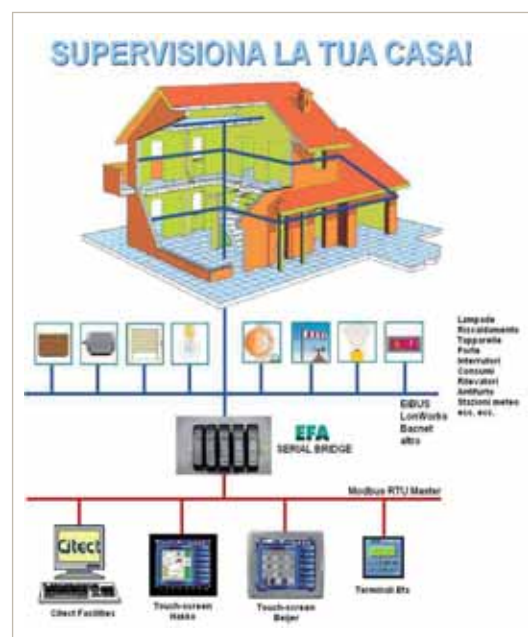 SUPERVISIONA LA TUA CASA!
Lampade
Riscaldamento
Tapparelle
Porte
Interruttori
Consumi
Rilevatori
Antifurto
Stazioni meteo
ecc. ecc.
EIBUS
LonWorks
Bacnet
altro
EFA
SERIAL BRIDGE
Modbus RTU Master
Citect
Citect Facilities
Touch-screen
Hakko
Touch-screen
Beijer
Terminali Efa